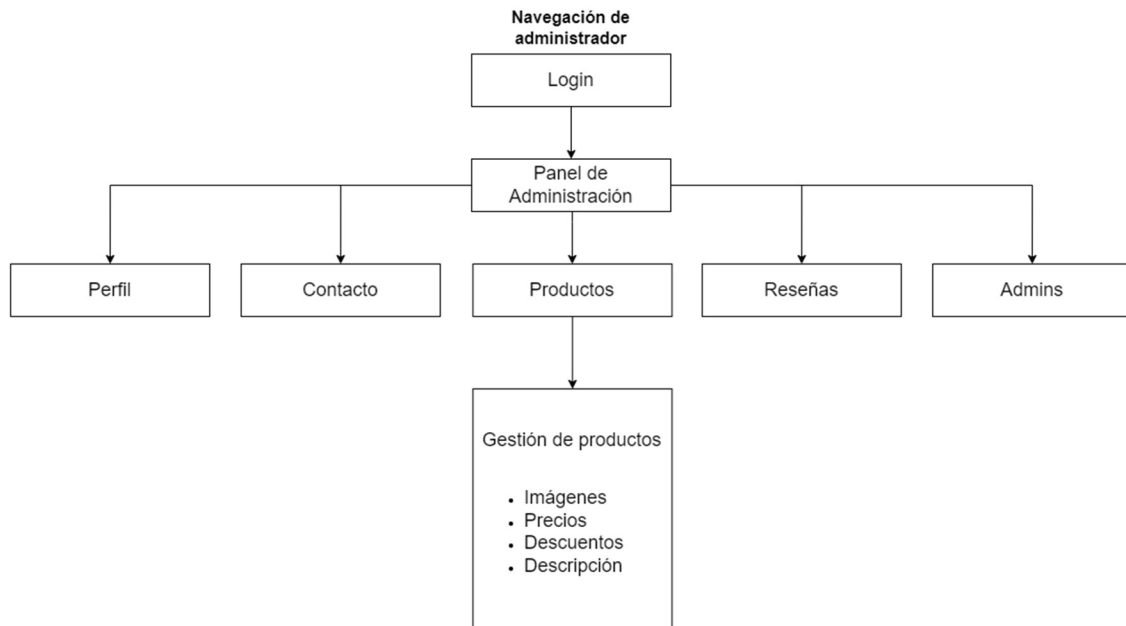 Navegación de
administrador
Login
Panel de
Administración
Perfil
Contacto
Productos
Reseñas
Admins
Gestión de productos
Imágenes
Precios
Descuentos
Descripción